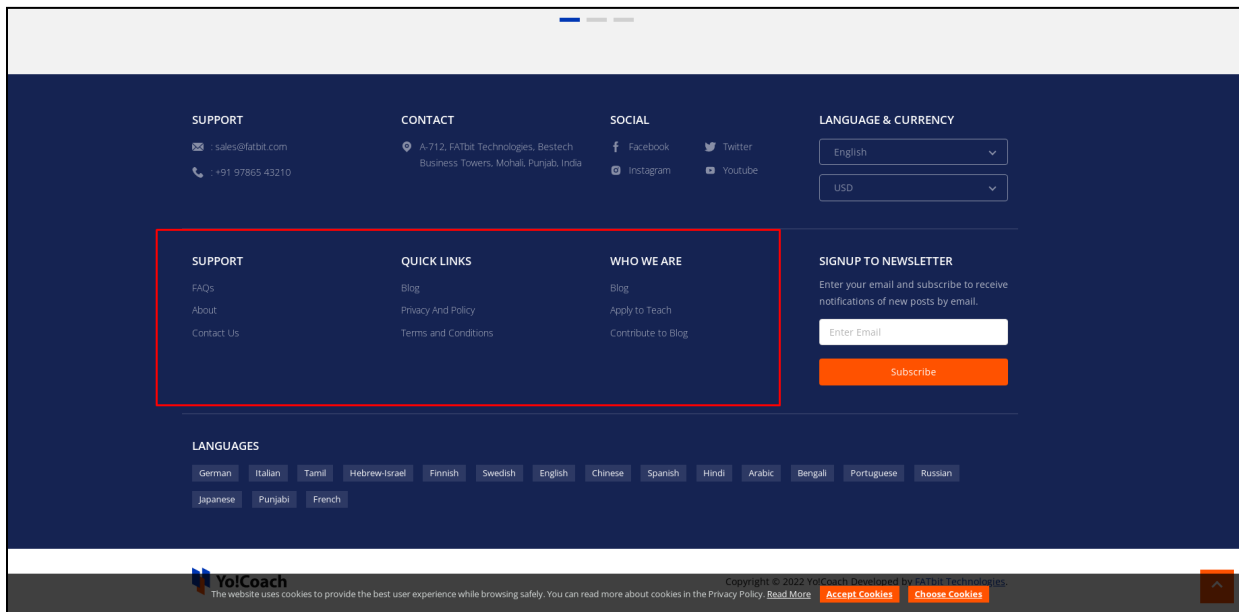 SUPPORT
: sales@fatbit.com
: +91 97865 43210
CONTACT
A-712, FATbit Technologies, Bestech
Business Towers, Mohali, Punjab, India
SOCIAL
Facebook
Twitter
Instagram
Youtube
LANGUAGE & CURRENCY
English
USD
SUPPORT
FAQs
About
Contact Us
QUICK LINKS
Blog
Privacy And Policy
Terms and Conditions
WHO WE ARE
Blog
Apply to Teach
Contribute to Blog
SIGNUP TO NEWSLETTER
Enter your email and subscribe to receive
notifications of new posts by email.
Enter Email
Subscribe
LANGUAGES
German Italian Tamil Hebrew-Israel Finnish Swedish English Chinese Spanish Hindi Arabic Bengali Portuguese Russian
Japanese Punjabi French
Yo!Coach
Copyright © 2022 Yo!Coach Developed by FATbit Technologies.
The website uses cookies to provide the best user experience while browsing safely. You can read more about cookies in the Privacy Policy. Read More Accept Cookies Choose Cookies